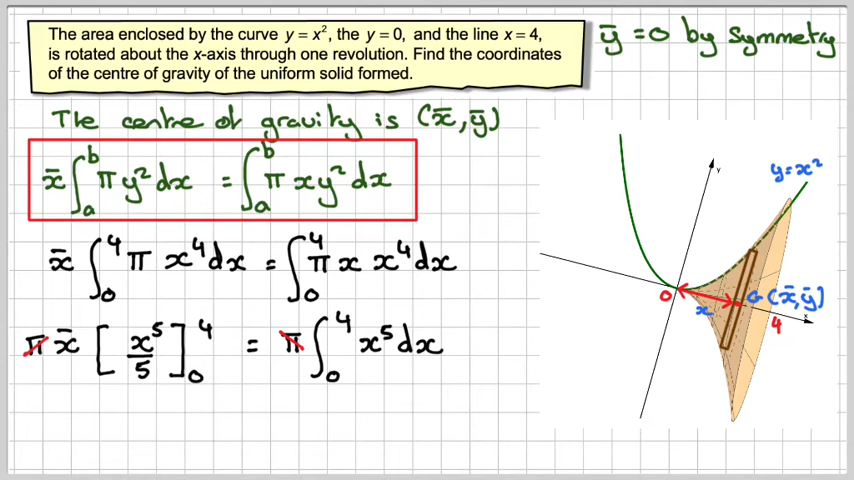 The area enclosed by the curve y = x², the y = 0, and the line x = 4,
is rotated about the x-axis through one revolution. Find the coordinates
of the centre of gravity of the uniform solid formed.
ȳ = 0 by symmetry
The centre of gravity is (x̄, ȳ)
x̄ ∫ₐᵇ π y² dx = ∫ₐᵇ π x y² dx
x̄ ∫₀⁴ π x⁴ dx = ∫₀⁴ π x x⁴ dx
π x̄ [x⁵/5]₀⁴ = π ∫₀⁴ x⁵ dx
y
y = x²
O
G (x̄, ȳ)
x
4
x